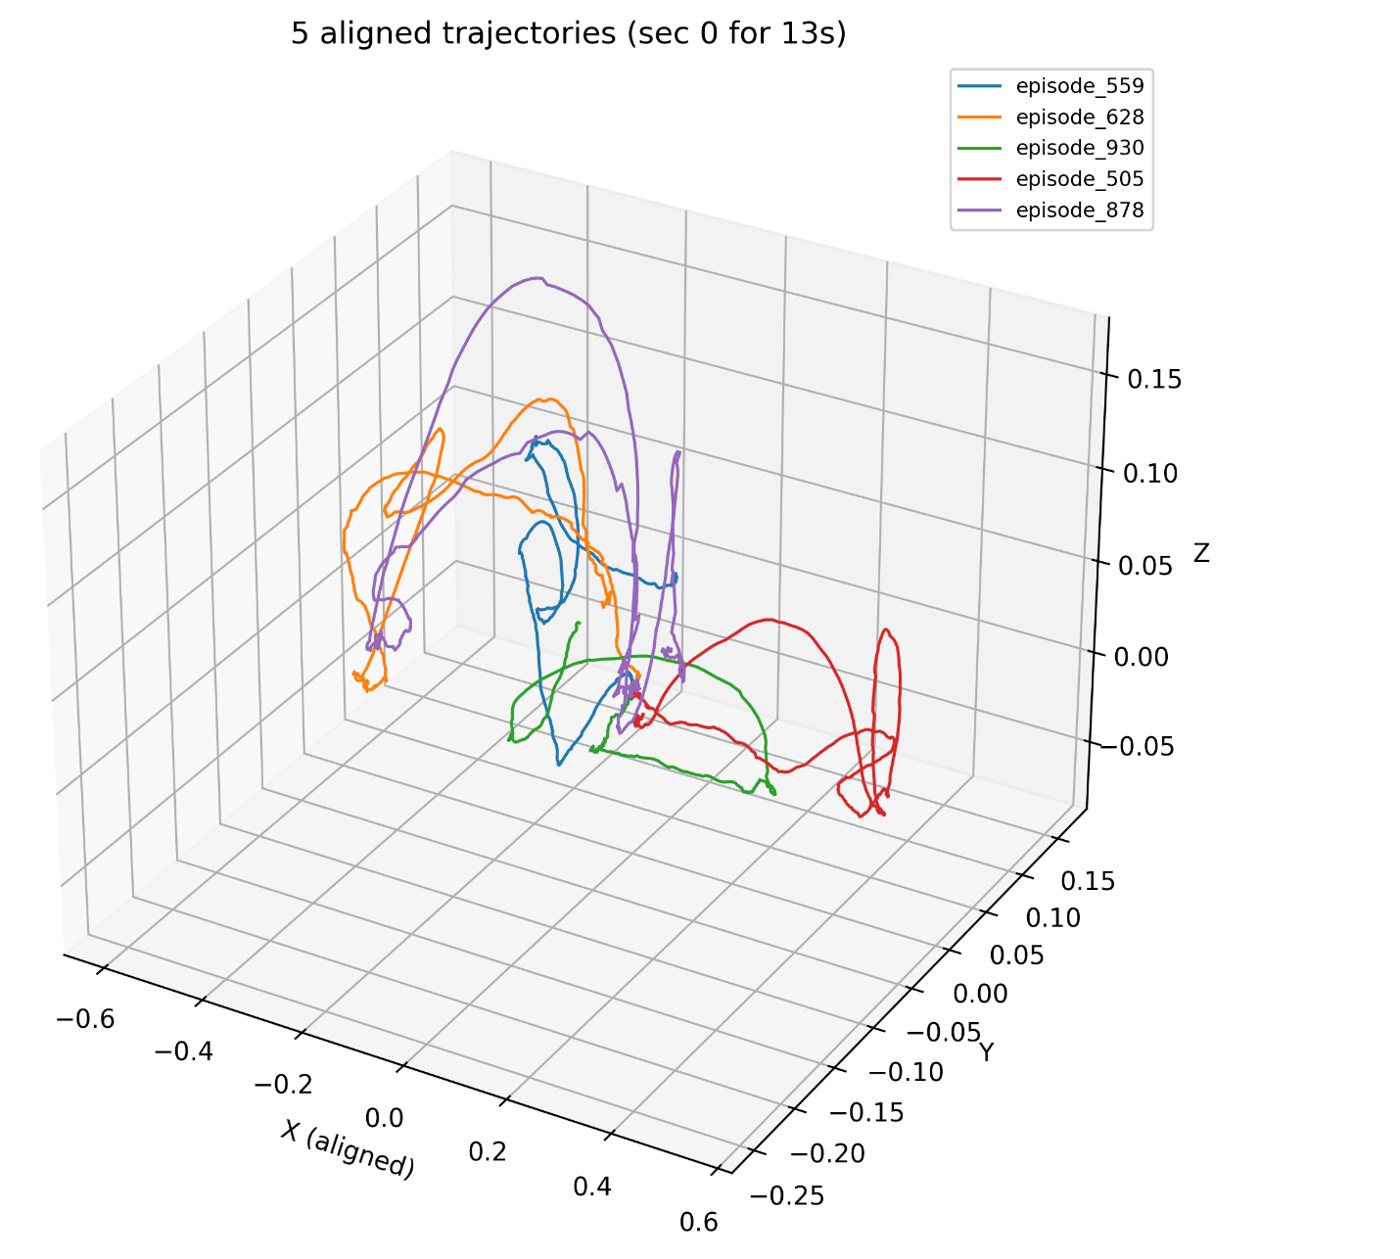 5 aligned trajectories (sec 0 for 13s)
episode_559
episode_628
episode_930
episode_505
episode_878
0.15
0.10
0.05
0.00
−0.05
Z
0.15
0.10
0.05
0.00
−0.05
−0.10
−0.15
−0.20
−0.25
Y
−0.6
−0.4
−0.2
0.0
0.2
0.4
0.6
X (aligned)